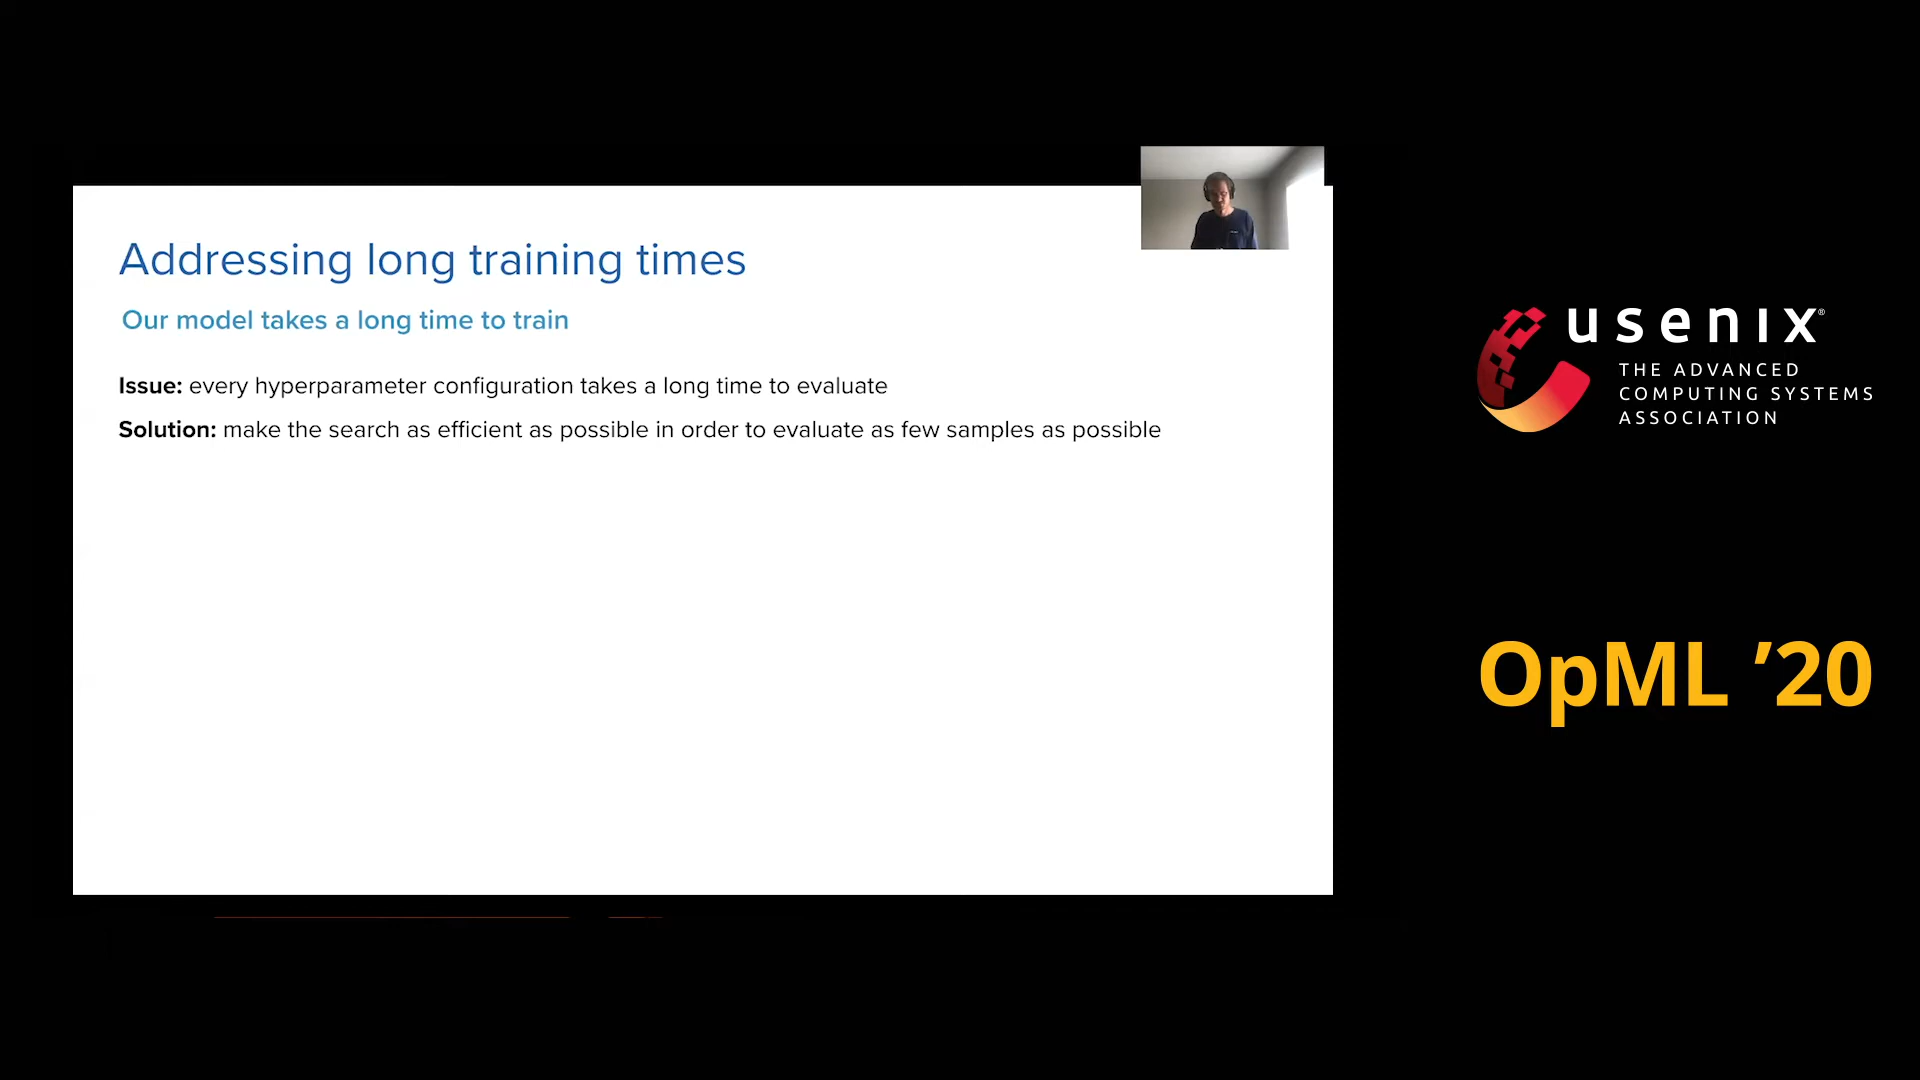 Addressing long training times
Our model takes a long time to train
Issue: every hyperparameter configuration takes a long time to evaluate
Solution: make the search as efficient as possible in order to evaluate as few samples as possible
usenix®
THE ADVANCED
COMPUTING SYSTEMS
ASSOCIATION
OpML ’20